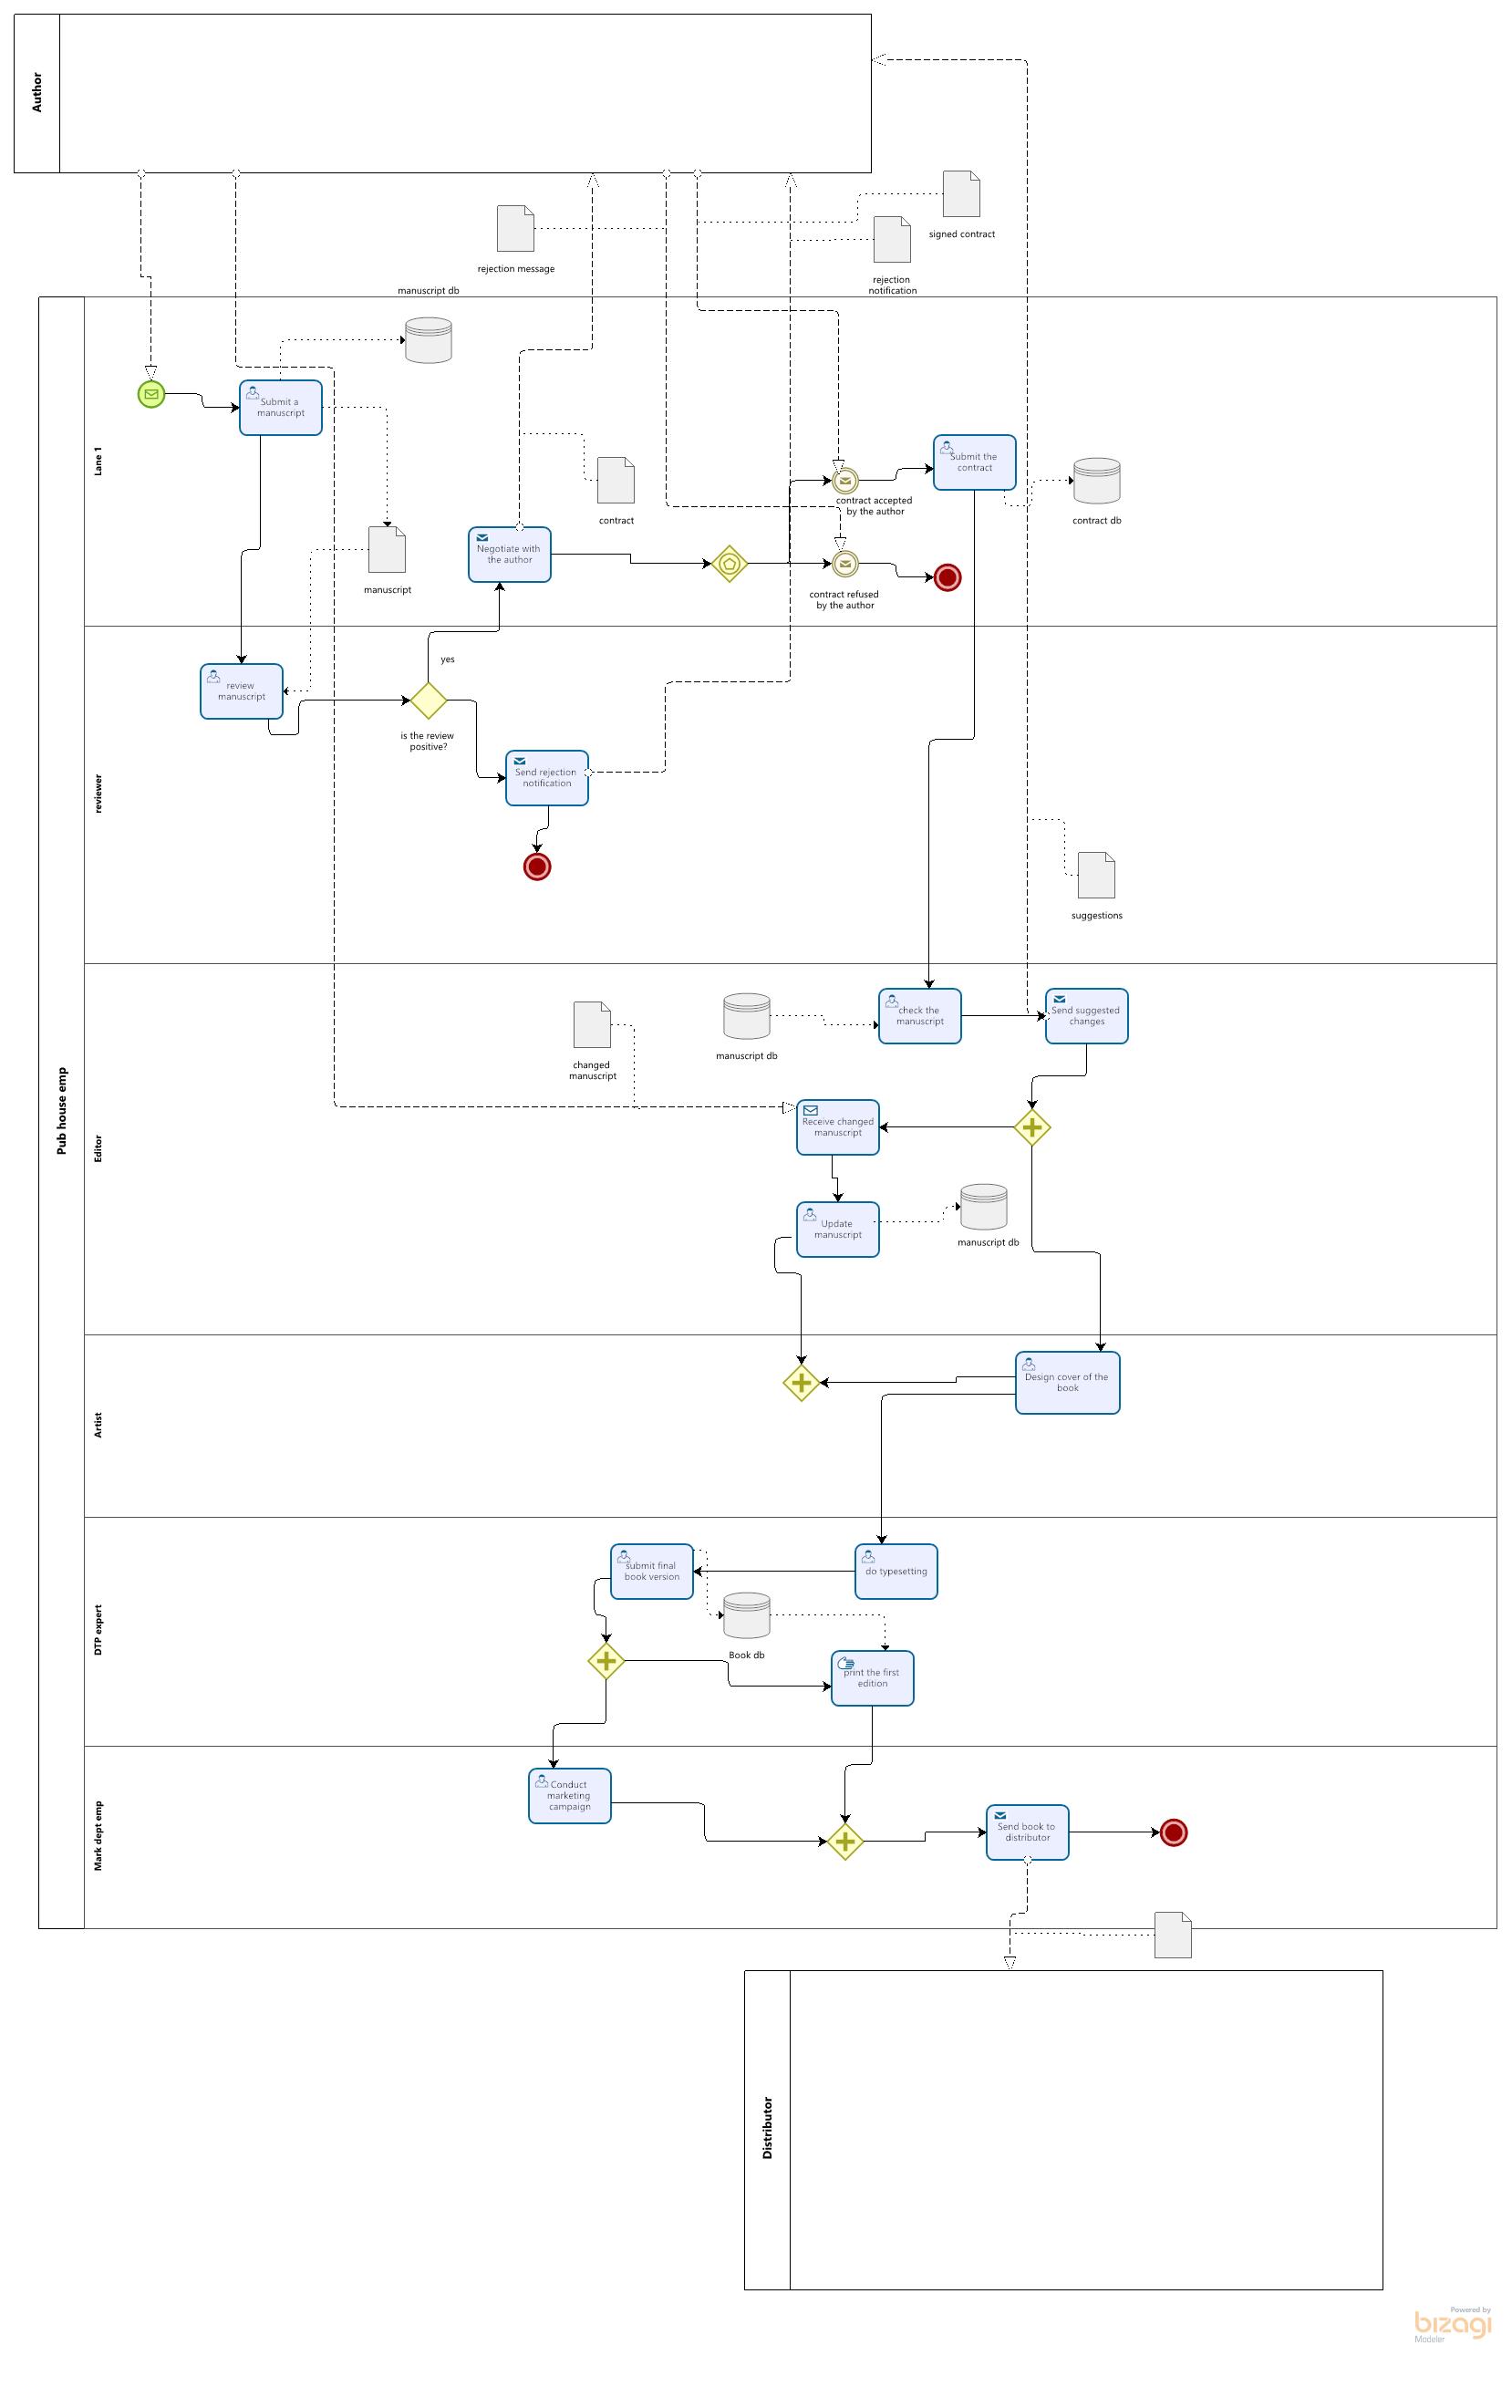 Author
signed contract
rejection message
rejection
notification
manuscript db
Pub house emp
Lane 1
Submit a
manuscript
Submit the
contract
contract
contract accepted
by the author
contract db
Negotiate with
the author
manuscript
contract refused
by the author
reviewer
yes
review
manuscript
is the review
positive?
Send rejection
notification
suggestions
Editor
check the
manuscript
Send suggested
changes
manuscript db
changed
manuscript
Receive changed
manuscript
Update
manuscript
manuscript db
Artist
Design cover of the
book
DTP expert
submit final
book version
do typesetting
Book db
print the first
edition
Mark dept emp
Conduct
marketing
campaign
Send book to
distributor
Distributor
Powered by
bizagi
Modeler